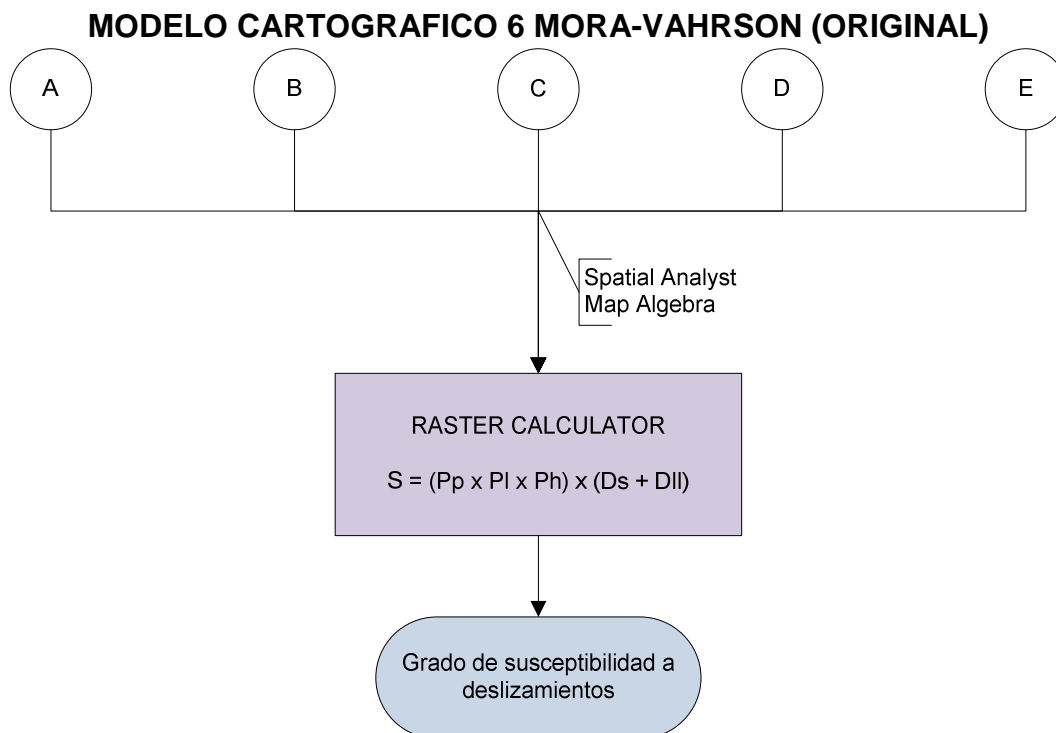 MODELO CARTOGRAFICO 6 MORA-VAHRSON (ORIGINAL)
A
B
C
D
E
Spatial Analyst
Map Algebra
RASTER CALCULATOR
S = (Pp x Pl x Ph) x (Ds + Dll)
Grado de susceptibilidad a
deslizamientos